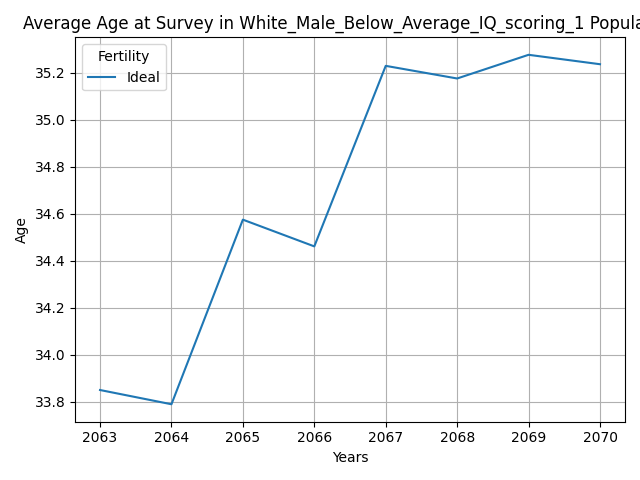 Average Age at Survey in White_Male_Below_Average_IQ_scoring_1 Popula
Fertility
Ideal
35.2
35.0
34.8
34.6
34.4
34.2
34.0
33.8
Age
2063 2064 2065 2066 2067 2068 2069 2070
Years